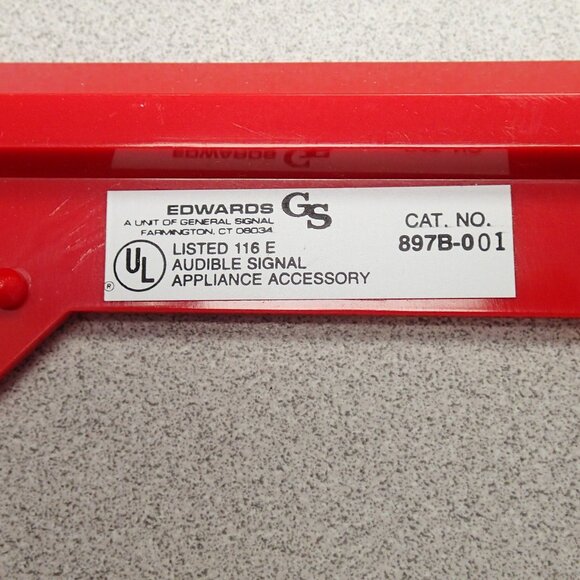 EDWARDS GS
A UNIT OF GENERAL SIGNAL
FARMINGTON, CT 06034
UL ®
LISTED 116 E
AUDIBLE SIGNAL
APPLIANCE ACCESSORY
CAT. NO.
897B-001